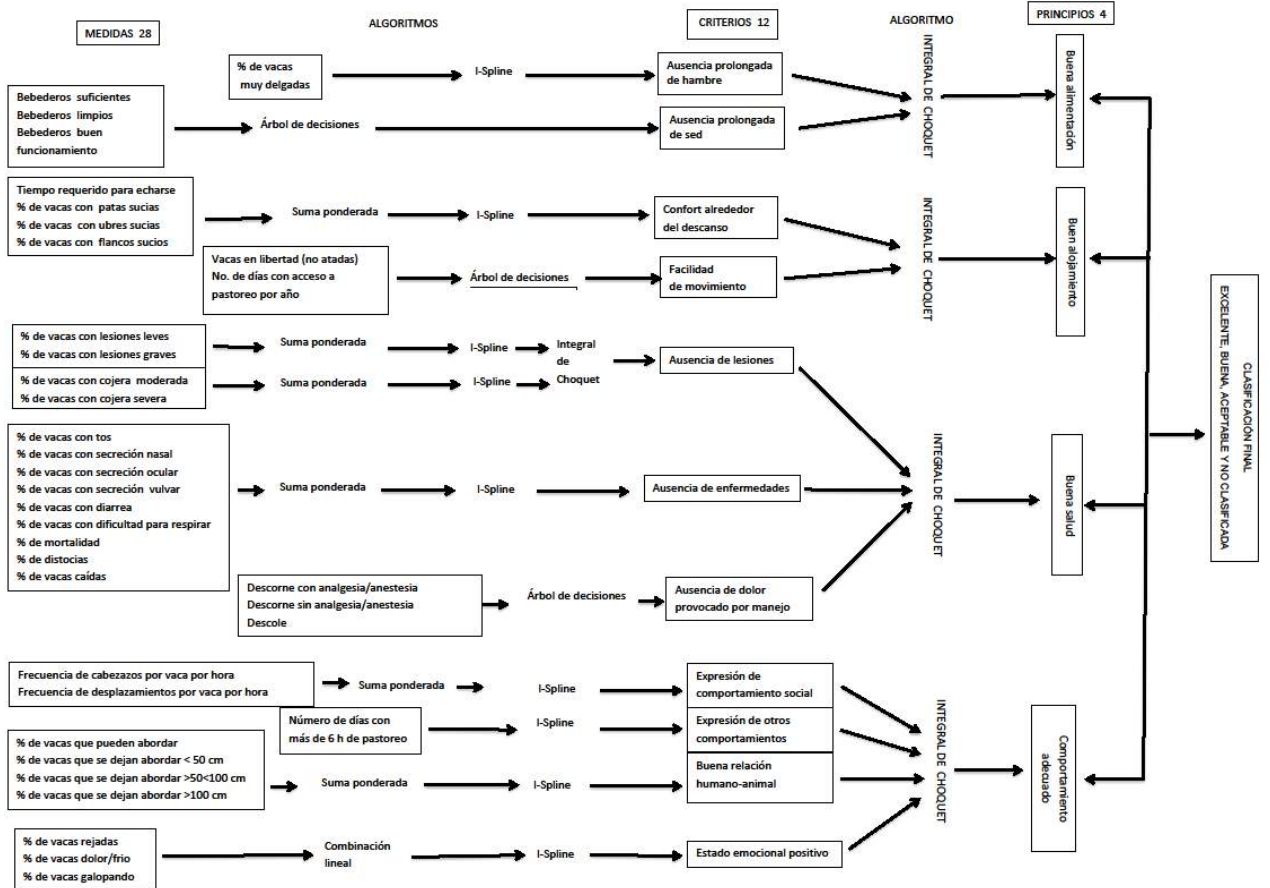 MEDIDAS 28
ALGORITMOS
CRITERIOS 12
ALGORITMO
PRINCIPIOS 4
% de vacas
muy delgadas
I-Spline
Ausencia prolongada
de hambre
Bebederos suficientes
Bebederos limpios
Bebederos buen
funcionamiento
Árbol de decisiones
Ausencia prolongada
de sed
INTEGRAL DE CHOQUET
Buena alimentación
Tiempo requerido para echarse
% de vacas con patas sucias
% de vacas con ubres sucias
% de vacas con flancos sucios
Suma ponderada
I-Spline
Confort alrededor
del descanso
Vacas en libertad (no atadas)
No. de días con acceso a
pastoreo por año
Árbol de decisiones
Facilidad
de movimiento
INTEGRAL DE CHOQUET
Buen alojamiento
% de vacas con lesiones leves
% de vacas con lesiones graves
Suma ponderada
I-Spline
% de vacas con cojera moderada
% de vacas con cojera severa
Suma ponderada
I-Spline
Integral
de
Choquet
Ausencia de lesiones
% de vacas con tos
% de vacas con secreción nasal
% de vacas con secreción ocular
% de vacas con secreción vulvar
% de vacas con diarrea
% de vacas con dificultad para respirar
% de mortalidad
% de distocias
% de vacas caídas
Suma ponderada
I-Spline
Ausencia de enfermedades
Descorne con analgesia/anestesia
Descorne sin analgesia/anestesia
Descole
Árbol de decisiones
Ausencia de dolor
provocado por manejo
INTEGRAL DE CHOQUET
Buena salud
Frecuencia de cabezazos por vaca por hora
Frecuencia de desplazamientos por vaca por hora
Suma ponderada
I-Spline
Expresión de
comportamiento social
Número de días con
más de 6 h de pastoreo
I-Spline
Expresión de otros
comportamientos
% de vacas que pueden abordar
% de vacas que se dejan abordar < 50 cm
% de vacas que se dejan abordar >50<100 cm
% de vacas que se dejan abordar >100 cm
Suma ponderada
I-Spline
Buena relación
humano-animal
% de vacas rejadas
% de vacas dolor/frio
% de vacas galopando
Combinación
lineal
I-Spline
Estado emocional positivo
INTEGRAL DE CHOQUET
Comportamiento
adecuado
CLASIFICACIÓN FINAL
EXCELENTE, BUENA, ACEPTABLE Y NO CLASIFICADA